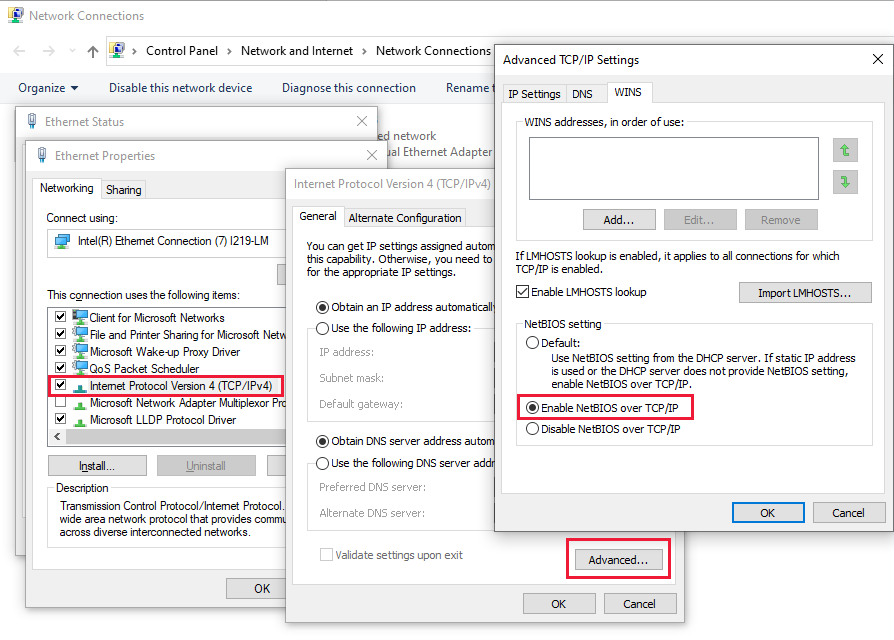 Network Connections
Control Panel > Network and Internet > Network Connections
Organize
Disable this network device
Diagnose this connection
Rename
Ethernet Status
ed network
ual Ethernet Adapter
Ethernet Properties
Networking
Sharing
Connect using:
Intel(R) Ethernet Connection (7) I219-LM
This connection uses the following items:
Client for Microsoft Networks
File and Printer Sharing for Microsoft Netw
Microsoft Wake-up Proxy Driver
QoS Packet Scheduler
Internet Protocol Version 4 (TCP/IPv4)
Microsoft Network Adapter Multiplexor Pro
Microsoft LLDP Protocol Driver
Install...
Uninstall
Description
Transmission Control Protocol/Internet Protocol.
wide area network protocol that provides commu
across diverse interconnected networks.
OK
Internet Protocol Version 4 (TCP/IPv4)
General
Alternate Configuration
You can get IP settings assigned autom
this capability. Otherwise, you need to
for the appropriate IP settings.
Obtain an IP address automatically
Use the following IP address:
IP address:
Subnet mask:
Default gateway:
Obtain DNS server address autom
Use the following DNS server addr
Preferred DNS server:
Alternate DNS server:
Validate settings upon exit
Advanced...
OK
Cancel
Advanced TCP/IP Settings
IP Settings
DNS
WINS
WINS addresses, in order of use:
Add...
Edit...
Remove
If LMHOSTS lookup is enabled, it applies to all connections for which
TCP/IP is enabled.
Enable LMHOSTS lookup
Import LMHOSTS...
NetBIOS setting
Default:
Use NetBIOS setting from the DHCP server. If static IP address
is used or the DHCP server does not provide NetBIOS setting,
enable NetBIOS over TCP/IP.
Enable NetBIOS over TCP/IP
Disable NetBIOS over TCP/IP
OK
Cancel